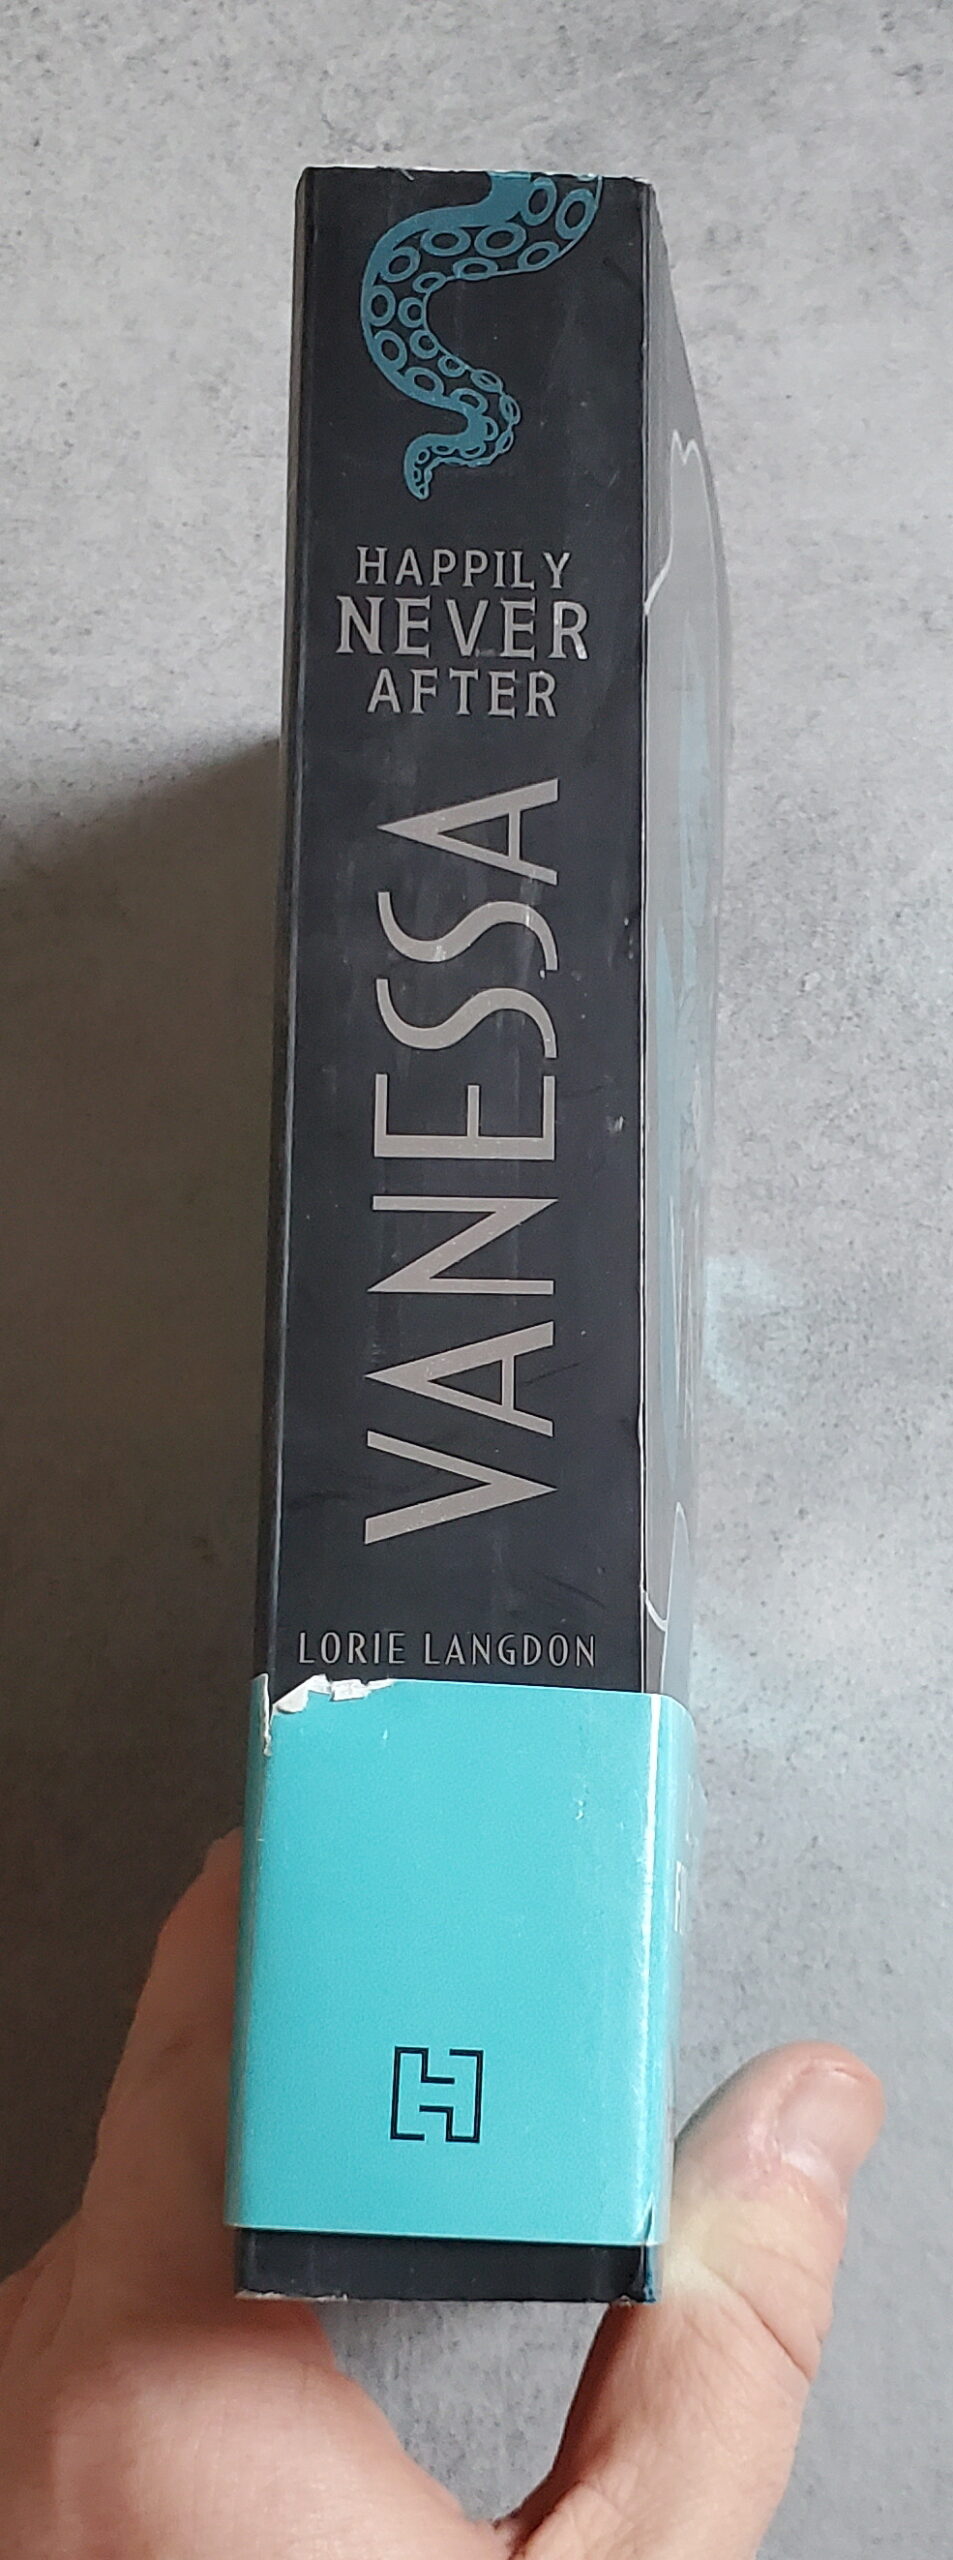 HAPPILY
NEVER
AFTER
VANESSA
LORIE LANGDON
H